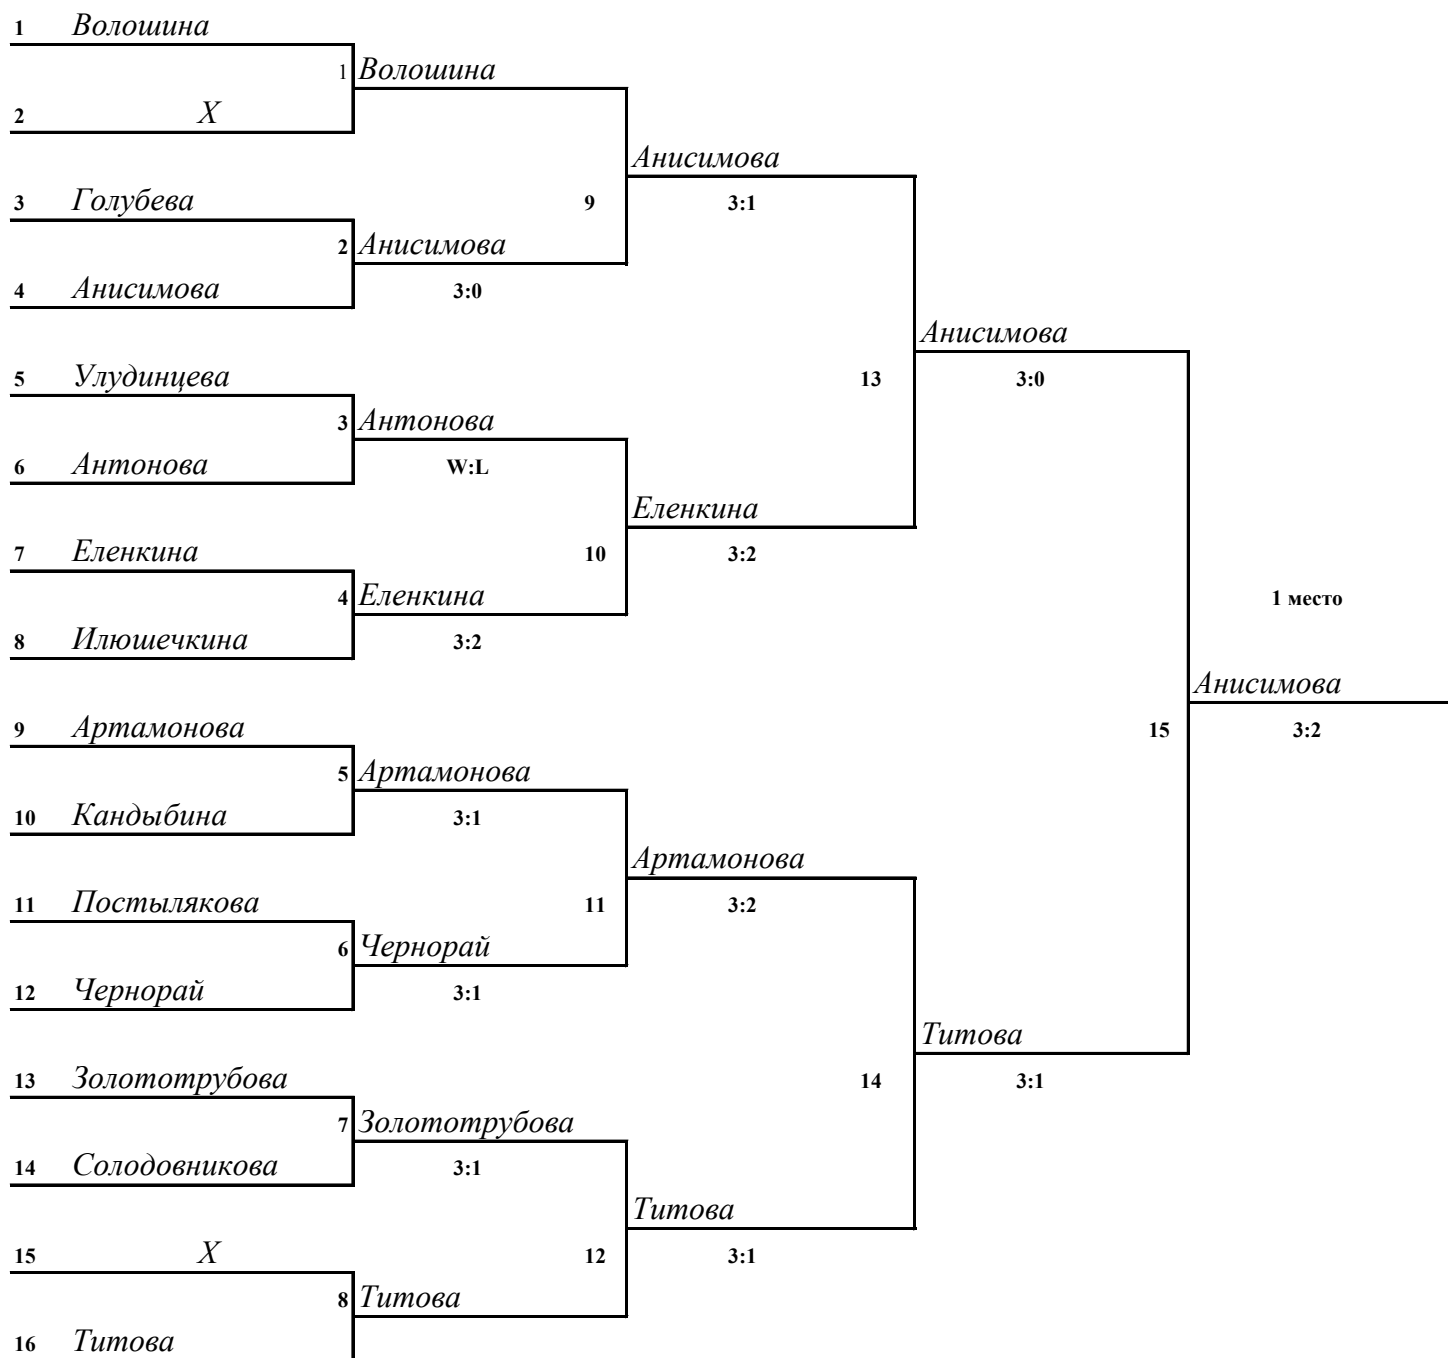 1 Волошина
1 Волошина
2 X
Анисимова
3 Голубева 9 3:1
2 Анисимова
4 Анисимова 3:0
Анисимова
5 Улудинцева 13 3:0
3 Антонова
6 Антонова W:L
Еленкина
7 Еленкина 10 3:2
4 Еленкина 1 место
8 Илюшечкина 3:2
Анисимова
9 Артамонова 15 3:2
5 Артамонова
10 Кандыбина 3:1
Артамонова
11 Постылякова 11 3:2
6 Чернорай
12 Чернорай 3:1
Титова
13 Золототрубова 14 3:1
7 Золототрубова
14 Солодовникова 3:1
Титова
15 X 12 3:1
8 Титова
16 Титова